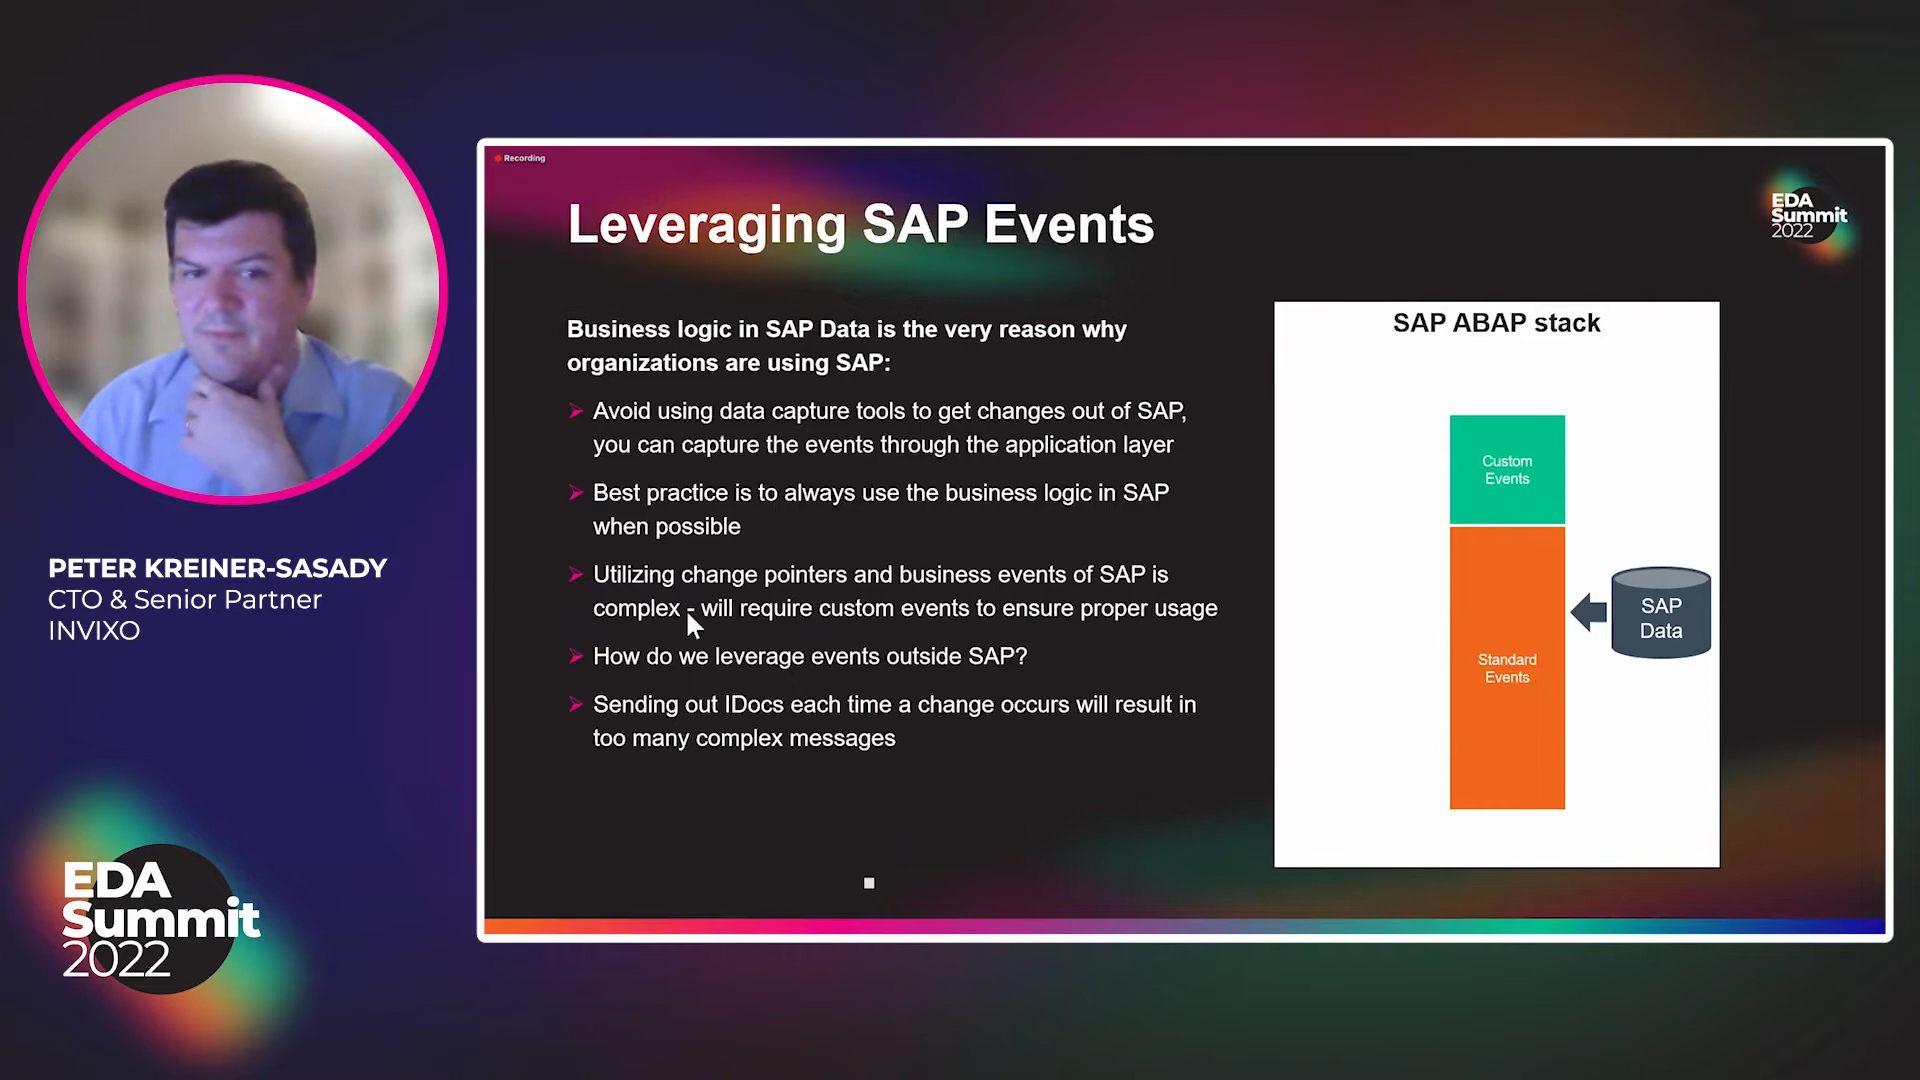 Recording
EDA
Summit
2022
Leveraging SAP Events
Business logic in SAP Data is the very reason why
organizations are using SAP:
Avoid using data capture tools to get changes out of SAP,
you can capture the events through the application layer
Best practice is to always use the business logic in SAP
when possible
Utilizing change pointers and business events of SAP is
complex - will require custom events to ensure proper usage
How do we leverage events outside SAP?
Sending out IDocs each time a change occurs will result in
too many complex messages
SAP ABAP stack
Custom
Events
Standard
Events
SAP
Data
PETER KREINER-SASADY
CTO & Senior Partner
INVIXO
EDA
Summit
2022